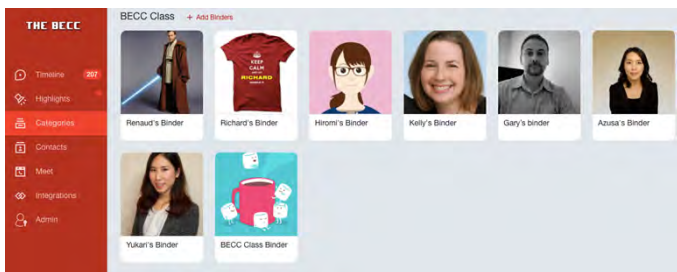 THE BECC
BECC Class + Add Binders
Timeline 207
Highlights
Categories
Contacts
Meet
Integrations
Admin
KEEP
CALM
RICHARD
Renaud's Binder
Richard's Binder
Hiromi's Binder
Kelly's Binder
Gary's binder
Azusa's Binder
Yukari's Binder
BECC Class Binder